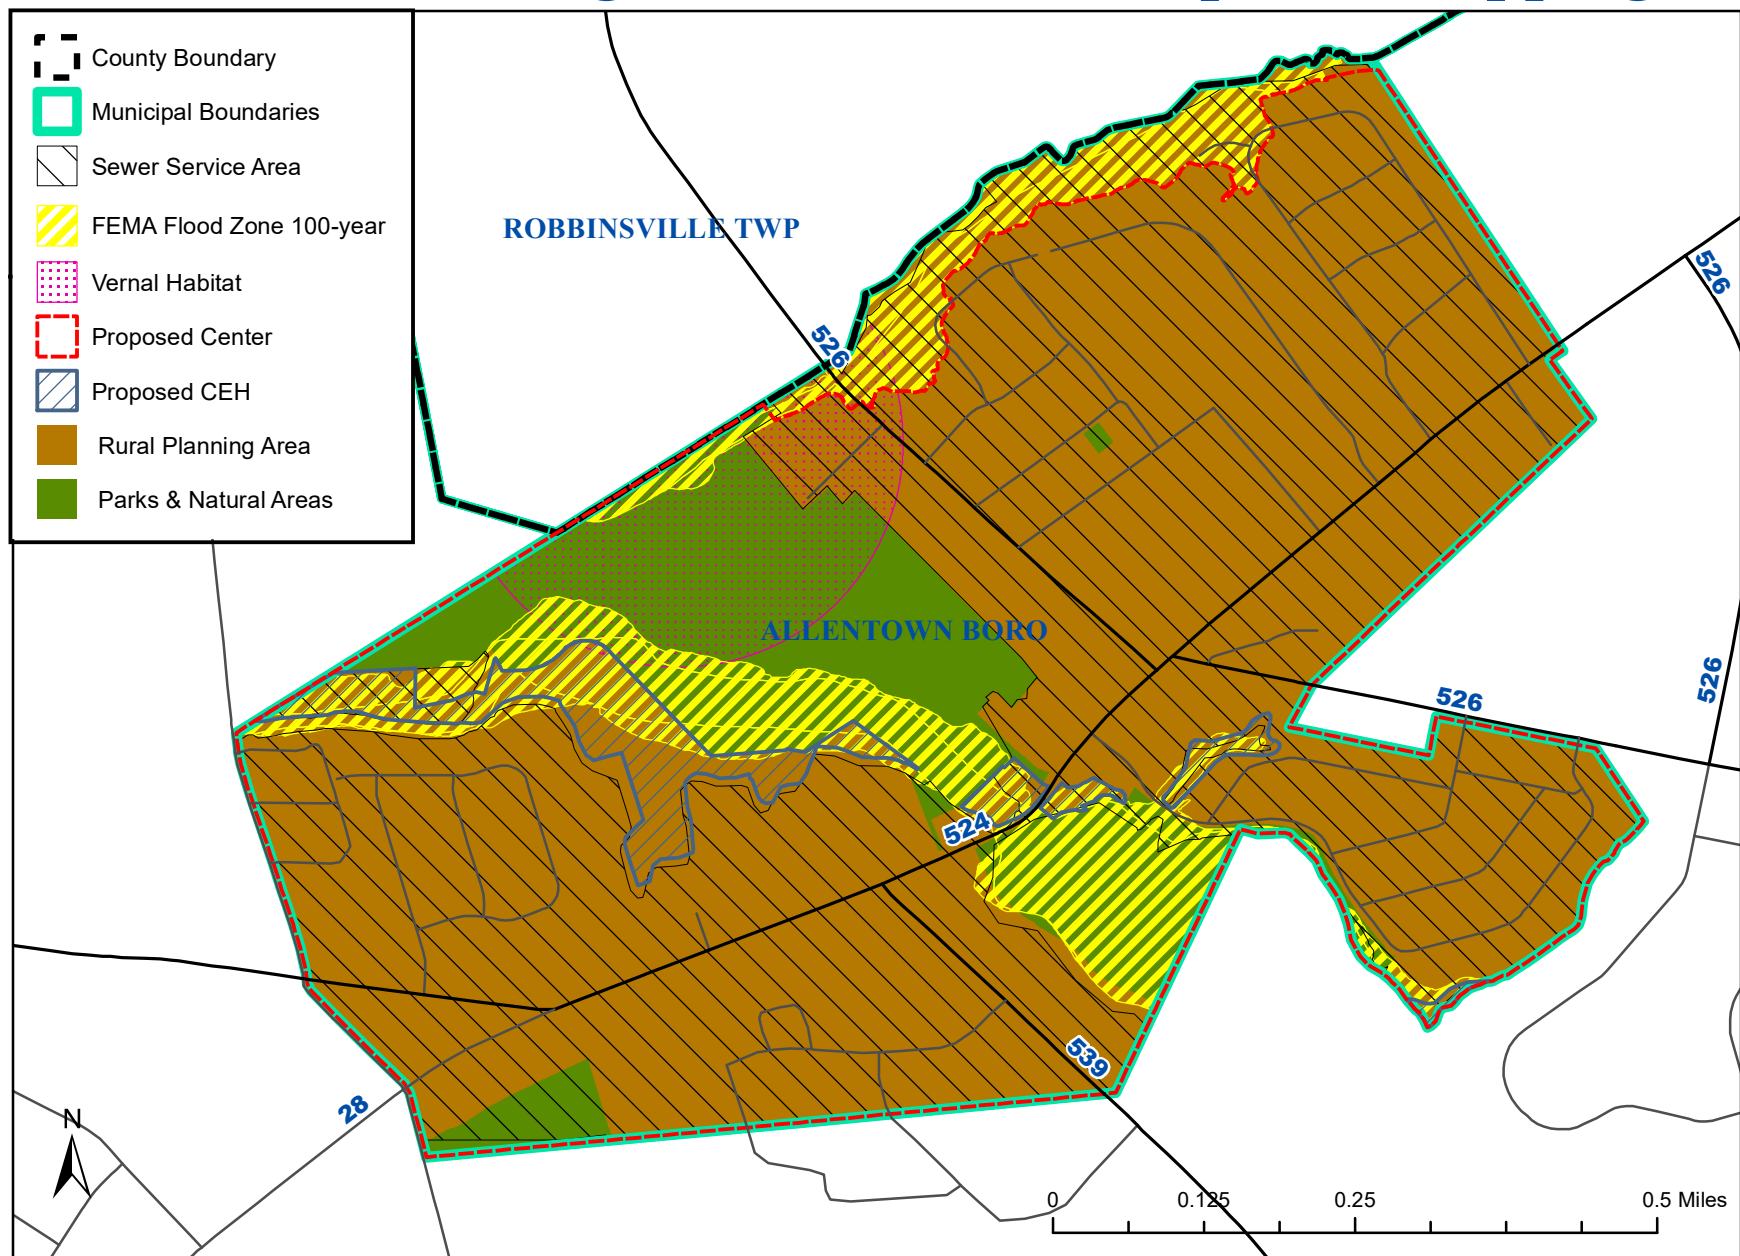 County Boundary
Municipal Boundaries
Sewer Service Area
FEMA Flood Zone 100-year
Vernal Habitat
Proposed Center
Proposed CEH
Rural Planning Area
Parks & Natural Areas
ROBBINSVILLE TWP
526
526
ALLENTOWN BORO
526
526
524
539
28
N
0 0.125 0.25 0.5 Miles